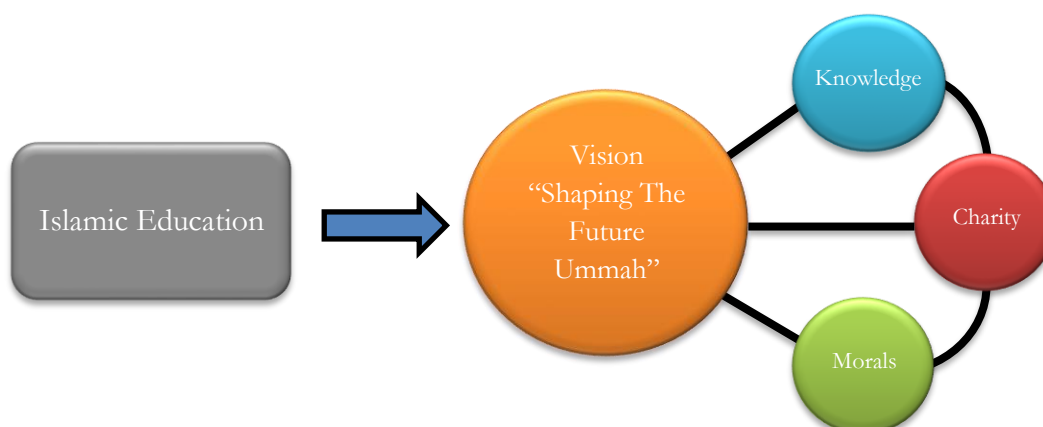 Islamic Education
Vision
“Shaping The
Future
Ummah”
Knowledge
Charity
Morals